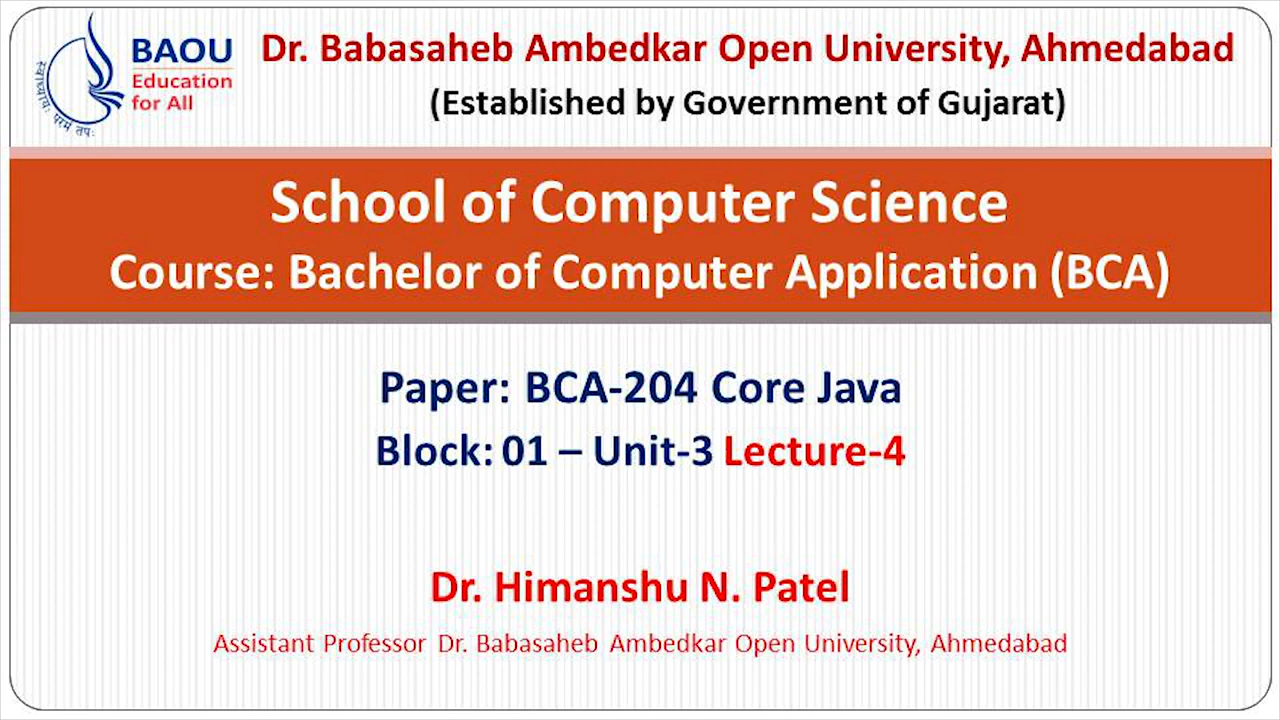 BAOU
Education
for All
स्वाध्यायः परमं तपः
Dr. Babasaheb Ambedkar Open University, Ahmedabad
(Established by Government of Gujarat)
School of Computer Science
Course: Bachelor of Computer Application (BCA)
Paper: BCA-204 Core Java
Block: 01 – Unit-3 Lecture-4
Dr. Himanshu N. Patel
Assistant Professor Dr. Babasaheb Ambedkar Open University, Ahmedabad